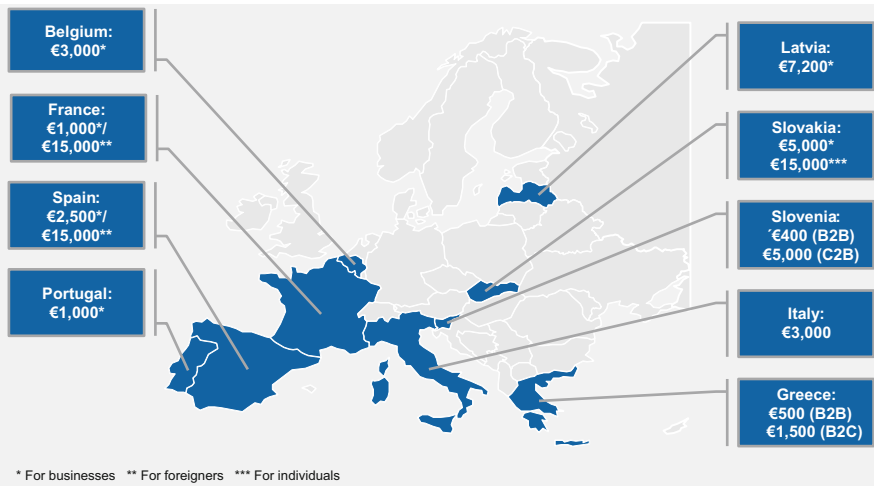 Belgium:
€3,000*
France:
€1,000*/
€15,000**
Spain:
€2,500*/
€15,000**
Portugal:
€1,000*
Latvia:
€7,200*
Slovakia:
€5,000*
€15,000***
Slovenia:
´€400 (B2B)
€5,000 (C2B)
Italy:
€3,000
Greece:
€500 (B2B)
€1,500 (B2C)
* For businesses ** For foreigners *** For individuals